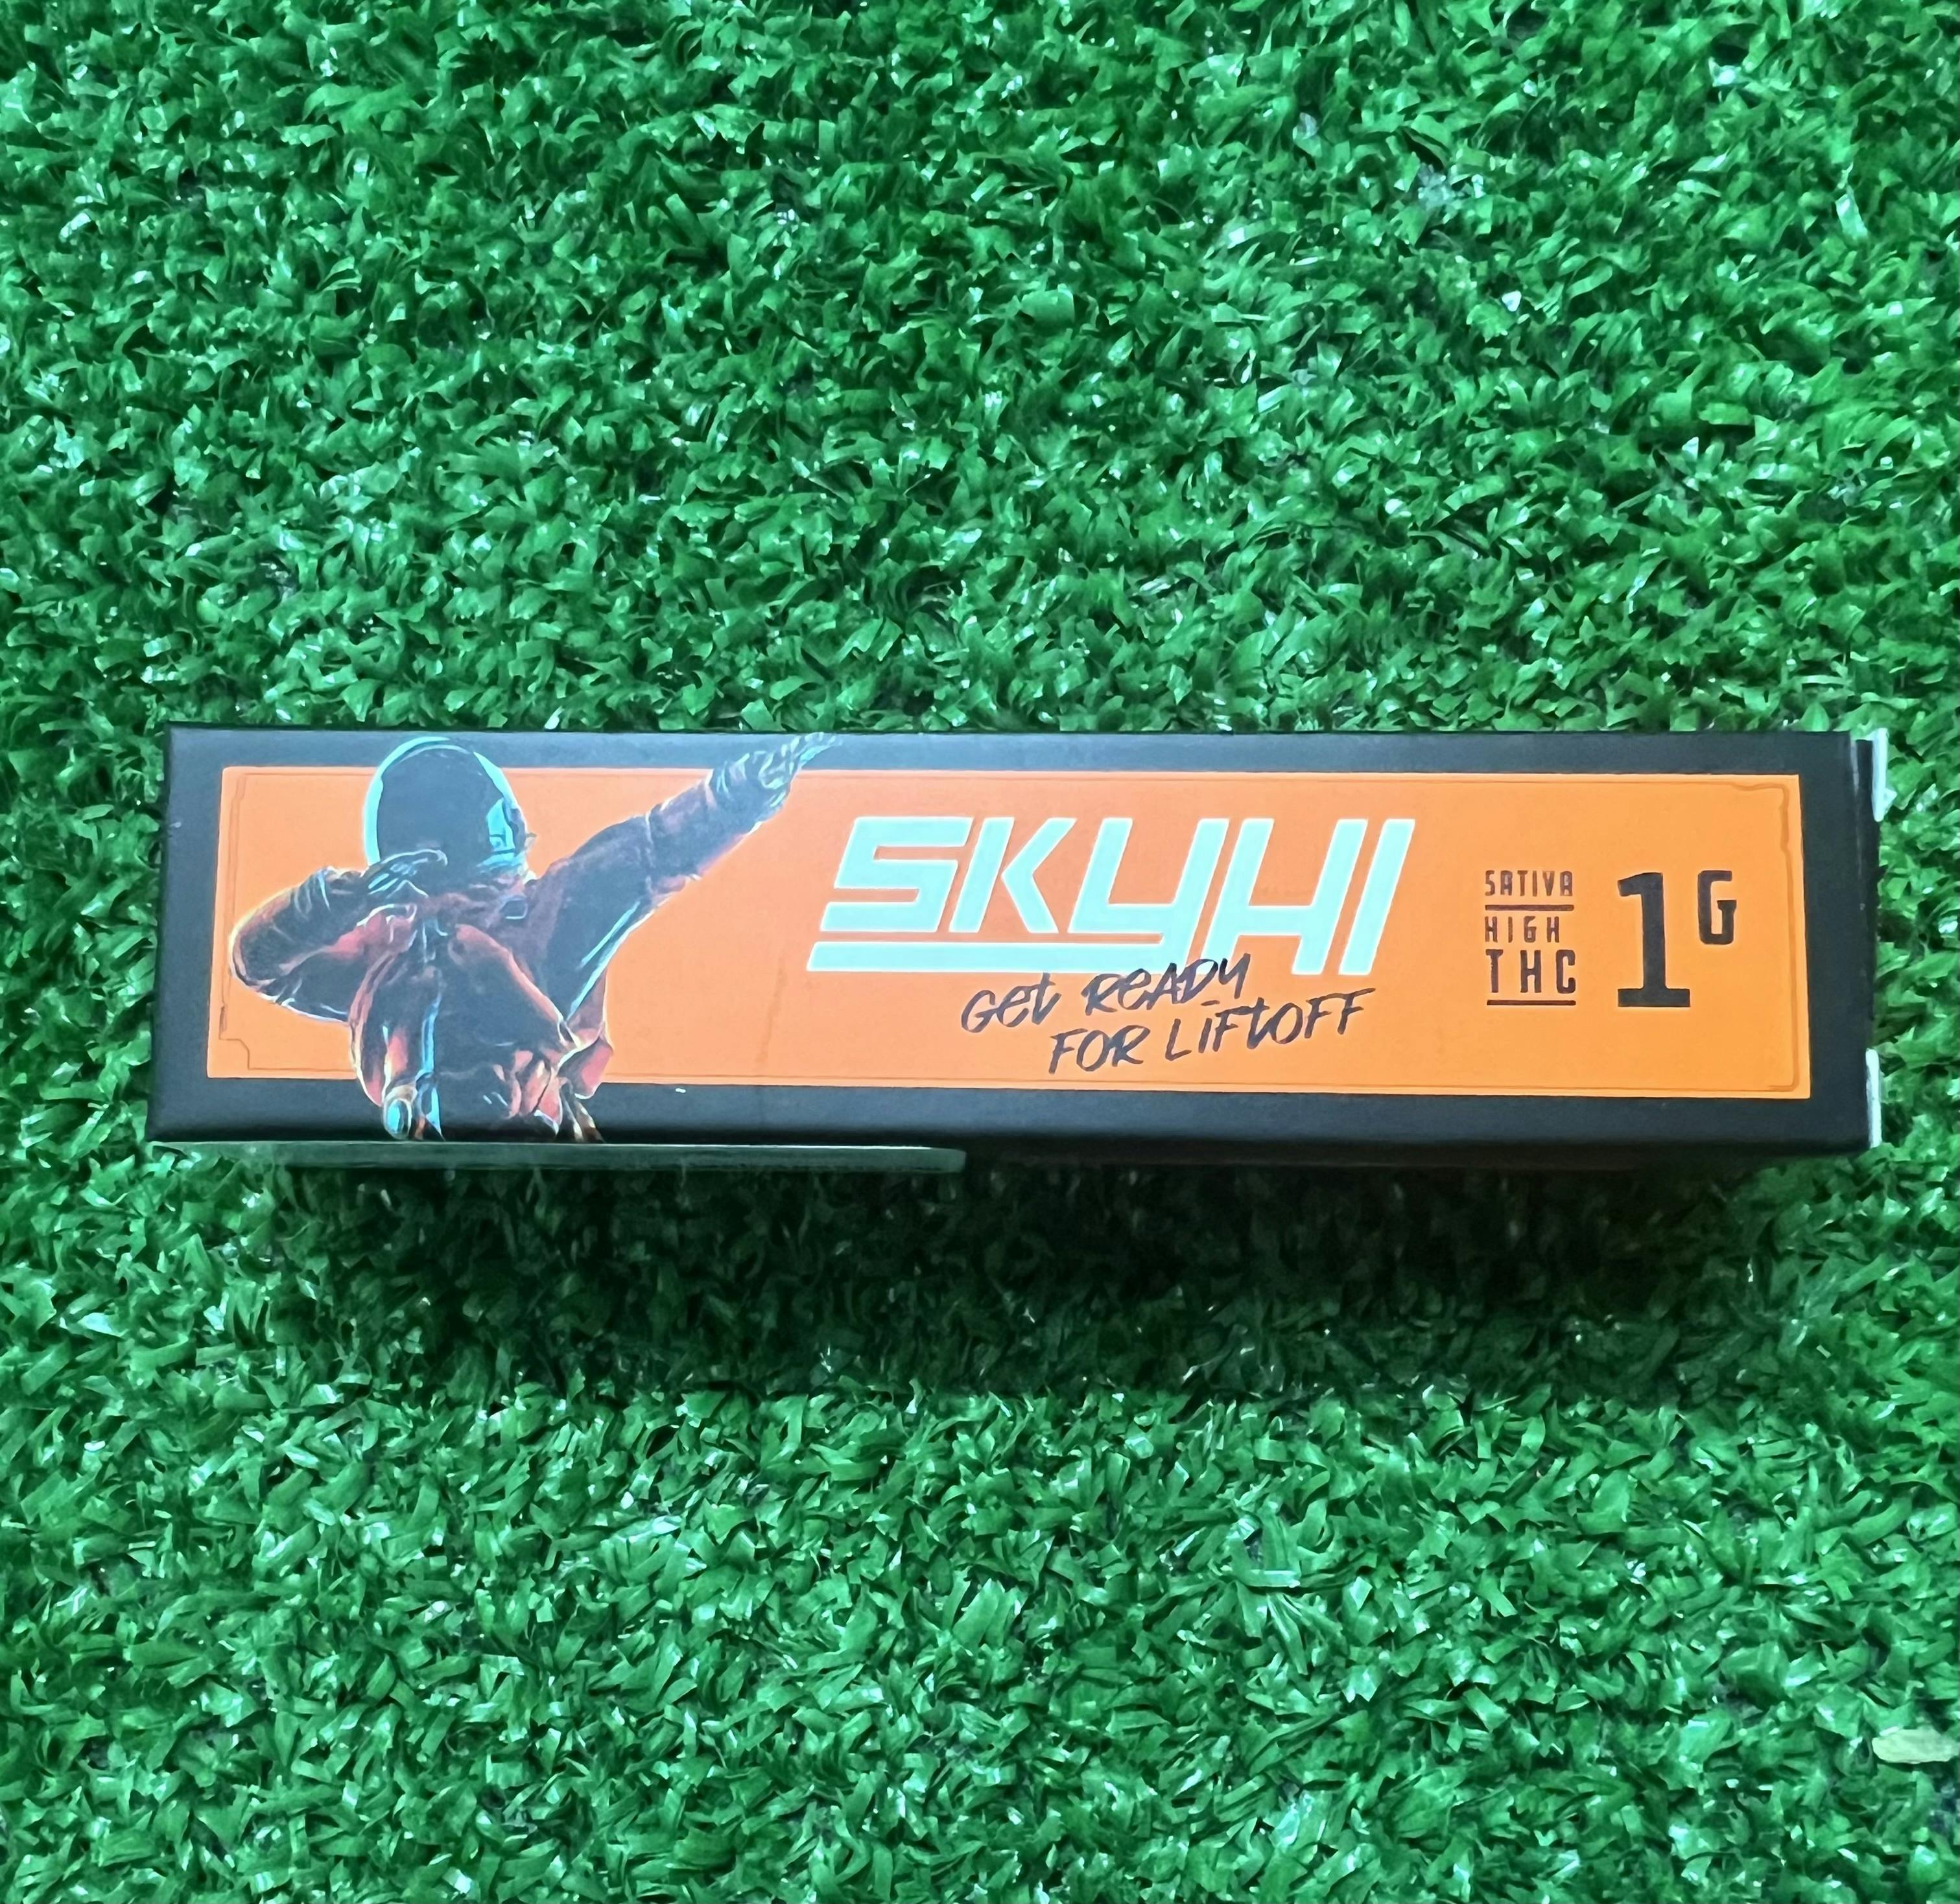 SKYHI
Get READY
FOR LiFtOFF
SATIVA
HIGH
THC
1G